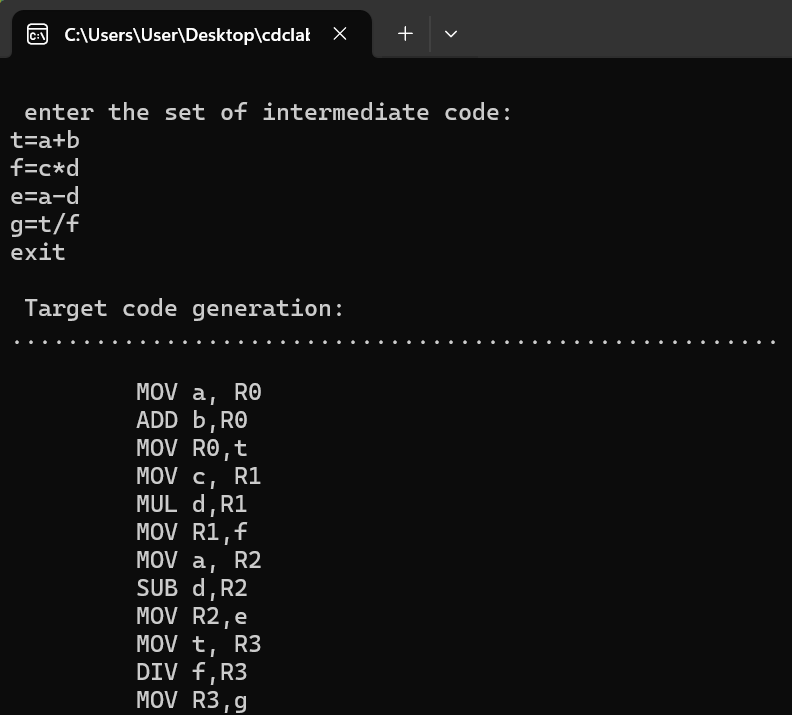 C:\Users\User\Desktop\cdclab
enter the set of intermediate code:
t=a+b
f=c*d
e=a-d
g=t/f
exit
Target code generation:
.......................................................
MOV a, R0
ADD b,R0
MOV R0,t
MOV c, R1
MUL d,R1
MOV R1,f
MOV a, R2
SUB d,R2
MOV R2,e
MOV t, R3
DIV f,R3
MOV R3,g